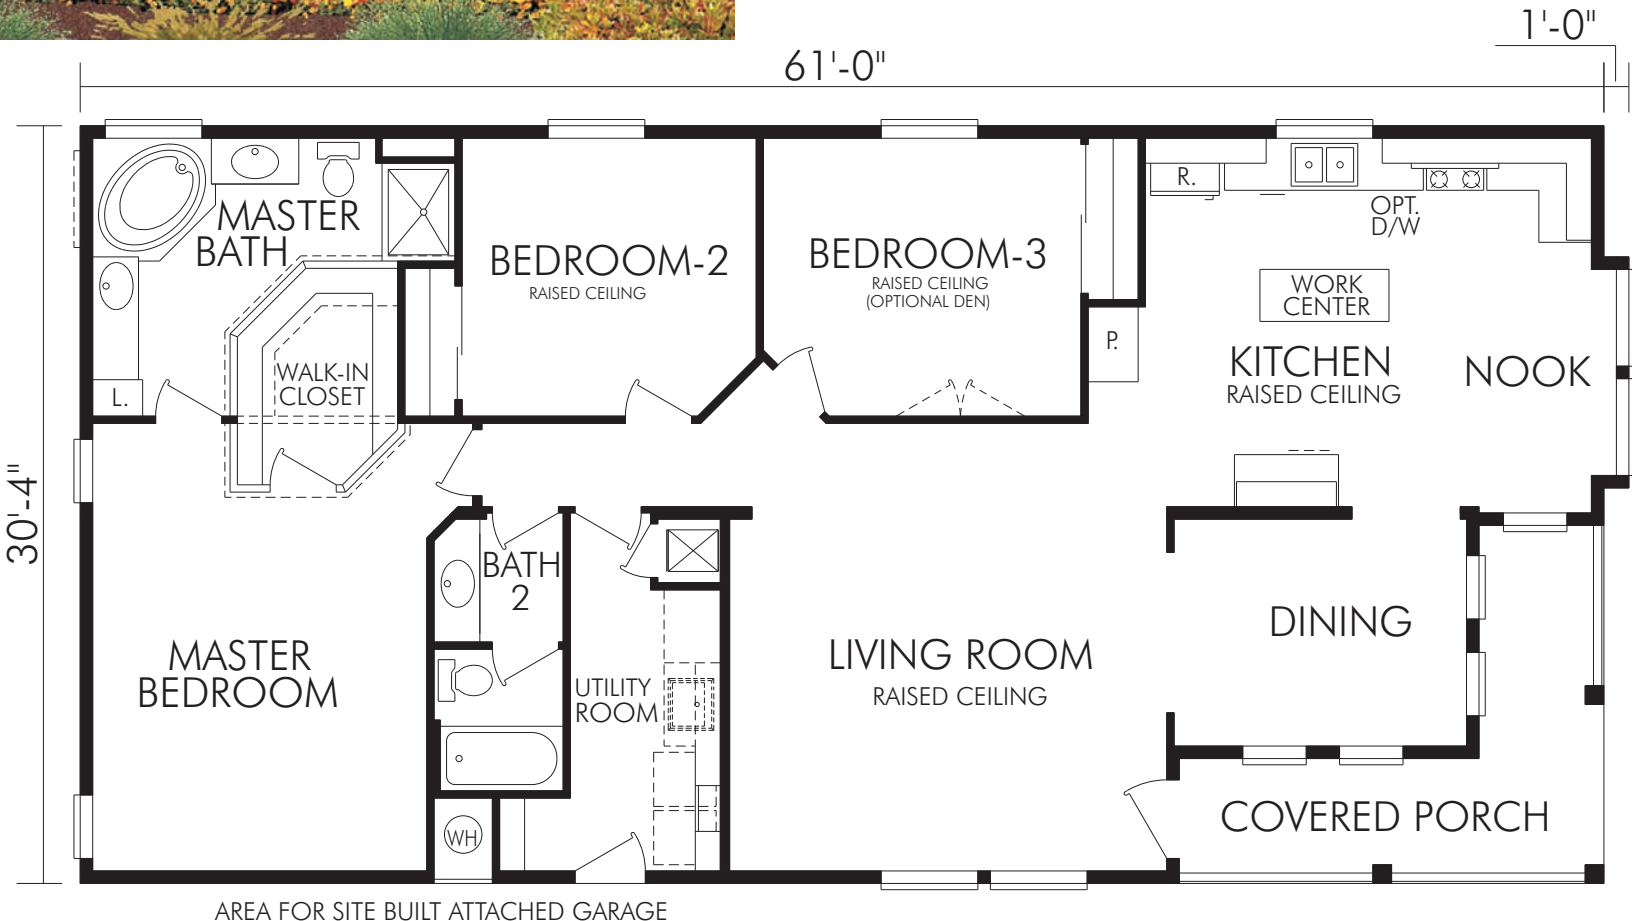 1'-0"
61'-0"
30'-4"
MASTER
BATH
L.
WALK-IN
CLOSET
BEDROOM-2
RAISED CEILING
BEDROOM-3
RAISED CEILING
(OPTIONAL DEN)
P.
R.
OPT.
D/W
WORK
CENTER
KITCHEN
RAISED CEILING
NOOK
MASTER
BEDROOM
BATH
2
UTILITY
ROOM
WH
LIVING ROOM
RAISED CEILING
DINING
COVERED PORCH
AREA FOR SITE BUILT ATTACHED GARAGE